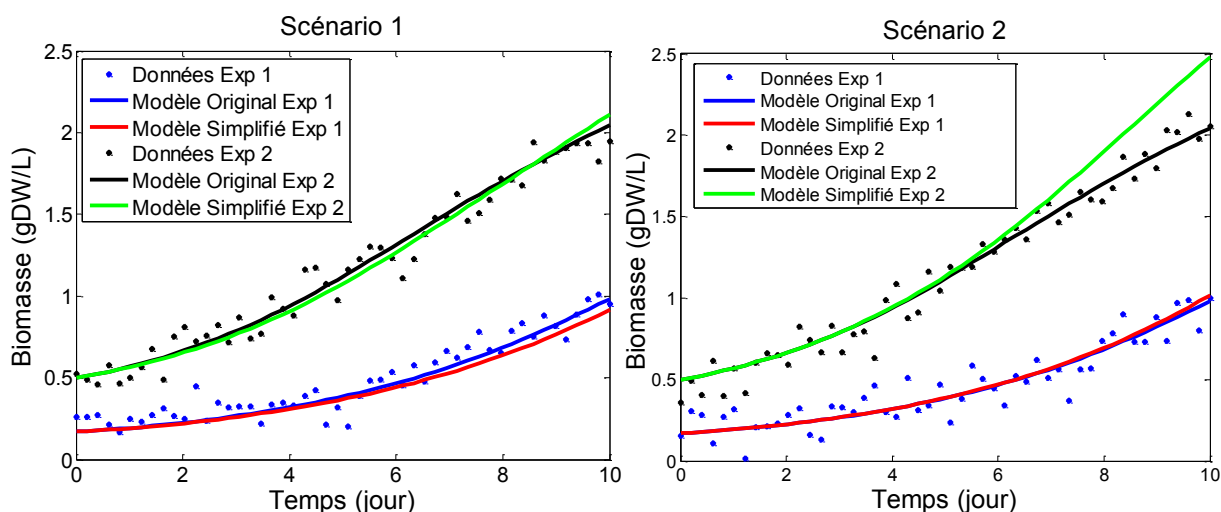 Scénario 1
2.5
2
1.5
1
0.5
0
Biomasse (gDW/L)
Données Exp 1
Modèle Original Exp 1
Modèle Simplifié Exp 1
Données Exp 2
Modèle Original Exp 2
Modèle Simplifié Exp 2
0 2 4 6 8 10
Temps (jour)
Scénario 2
2.5
2
1.5
1
0.5
0
Biomasse (gDW/L)
Données Exp 1
Modèle Original Exp 1
Modèle Simplifié Exp 1
Données Exp 2
Modèle Original Exp 2
Modèle Simplifié Exp 2
0 2 4 6 8 10
Temps (jour)